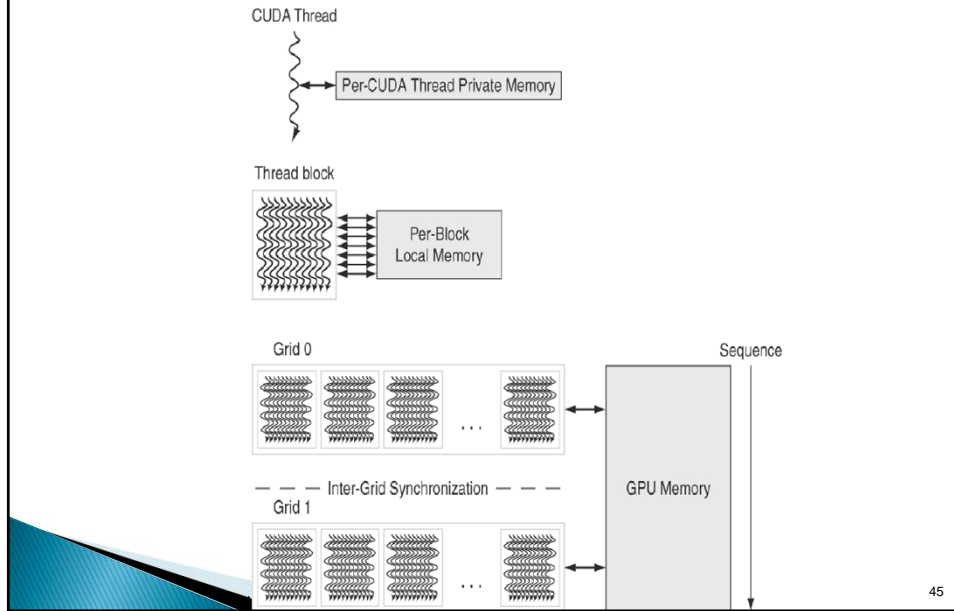 CUDA Thread
Per-CUDA Thread Private Memory
Thread block
Per-Block
Local Memory
Grid 0
Sequence
. . .
Inter-Grid Synchronization
GPU Memory
Grid 1
. . .
45